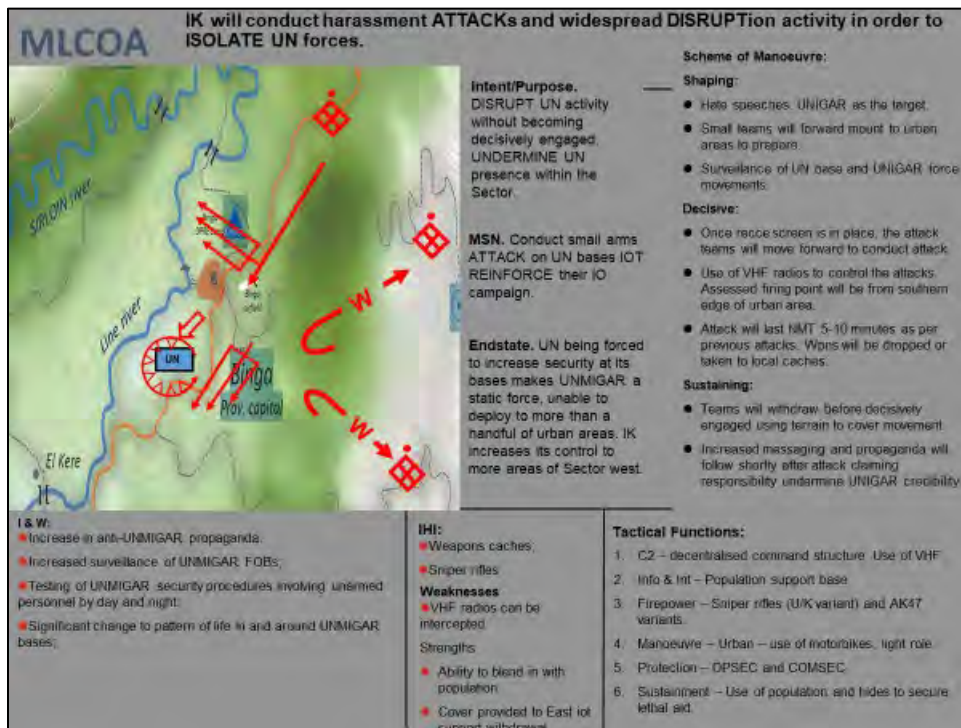 MLCOA
IK will conduct harassment ATTACKs and widespread DISRUPTion activity in order to
ISOLATE UN forces.
SIRLOIN river
Line river
UN
Binga
Prov. capital
El Kere
W
W
Intent/Purpose.
DISRUPT UN activity
without becoming
decisively engaged.
UNDERMINE UN
presence within the
Sector.
MSN. Conduct small arms
ATTACK on UN bases IOT
REINFORCE their IO
campaign.
Endstate. UN being forced
to increase security at its
bases makes UNMIGAR a
static force, unable to
deploy to more than a
handful of urban areas. IK
increases its control to
more areas of Sector west.
Scheme of Manoeuvre:
Shaping:
● Hate speeches. UNIGAR as the target.
● Small teams will forward mount to urban
areas to prepare.
● Surveillance of UN base and UNIGAR force
movements.
Decisive:
● Once recce screen is in place, the attack
teams will move forward to conduct attack.
● Use of VHF radios to control the attacks.
Assessed firing point will be from southern
edge of urban area.
● Attack will last NMT 5-10 minutes as per
previous attacks. Wpns will be dropped or
taken to local caches.
Sustaining:
● Teams will withdraw before decisively
engaged using terrain to cover movement.
● Increased messaging and propaganda will
follow shortly after attack claiming
responsibility undermine UNIGAR credibility
I & W:
●Increase in anti-UNMIGAR propaganda.
●Increased surveillance of UNMIGAR FOBs;
●Testing of UNMIGAR security procedures involving unarmed
personnel by day and night.
●Significant change to pattern of life in and around UNMIGAR
bases;
IHI:
●Weapons caches;
●Sniper rifles
Weaknesses
●VHF radios can be
intercepted.
Strengths
● Ability to blend in with
population
● Cover provided to East iot
support withdrawal
Tactical Functions:
1. C2 – decentralised command structure. Use of VHF
2. Info & Int – Population support base
3. Firepower – Sniper rifles (U/K variant) and AK47
variants.
4. Manoeuvre – Urban – use of motorbikes, light role.
5. Protection – OPSEC and COMSEC
6. Sustainment – Use of population and hides to secure
lethal aid.